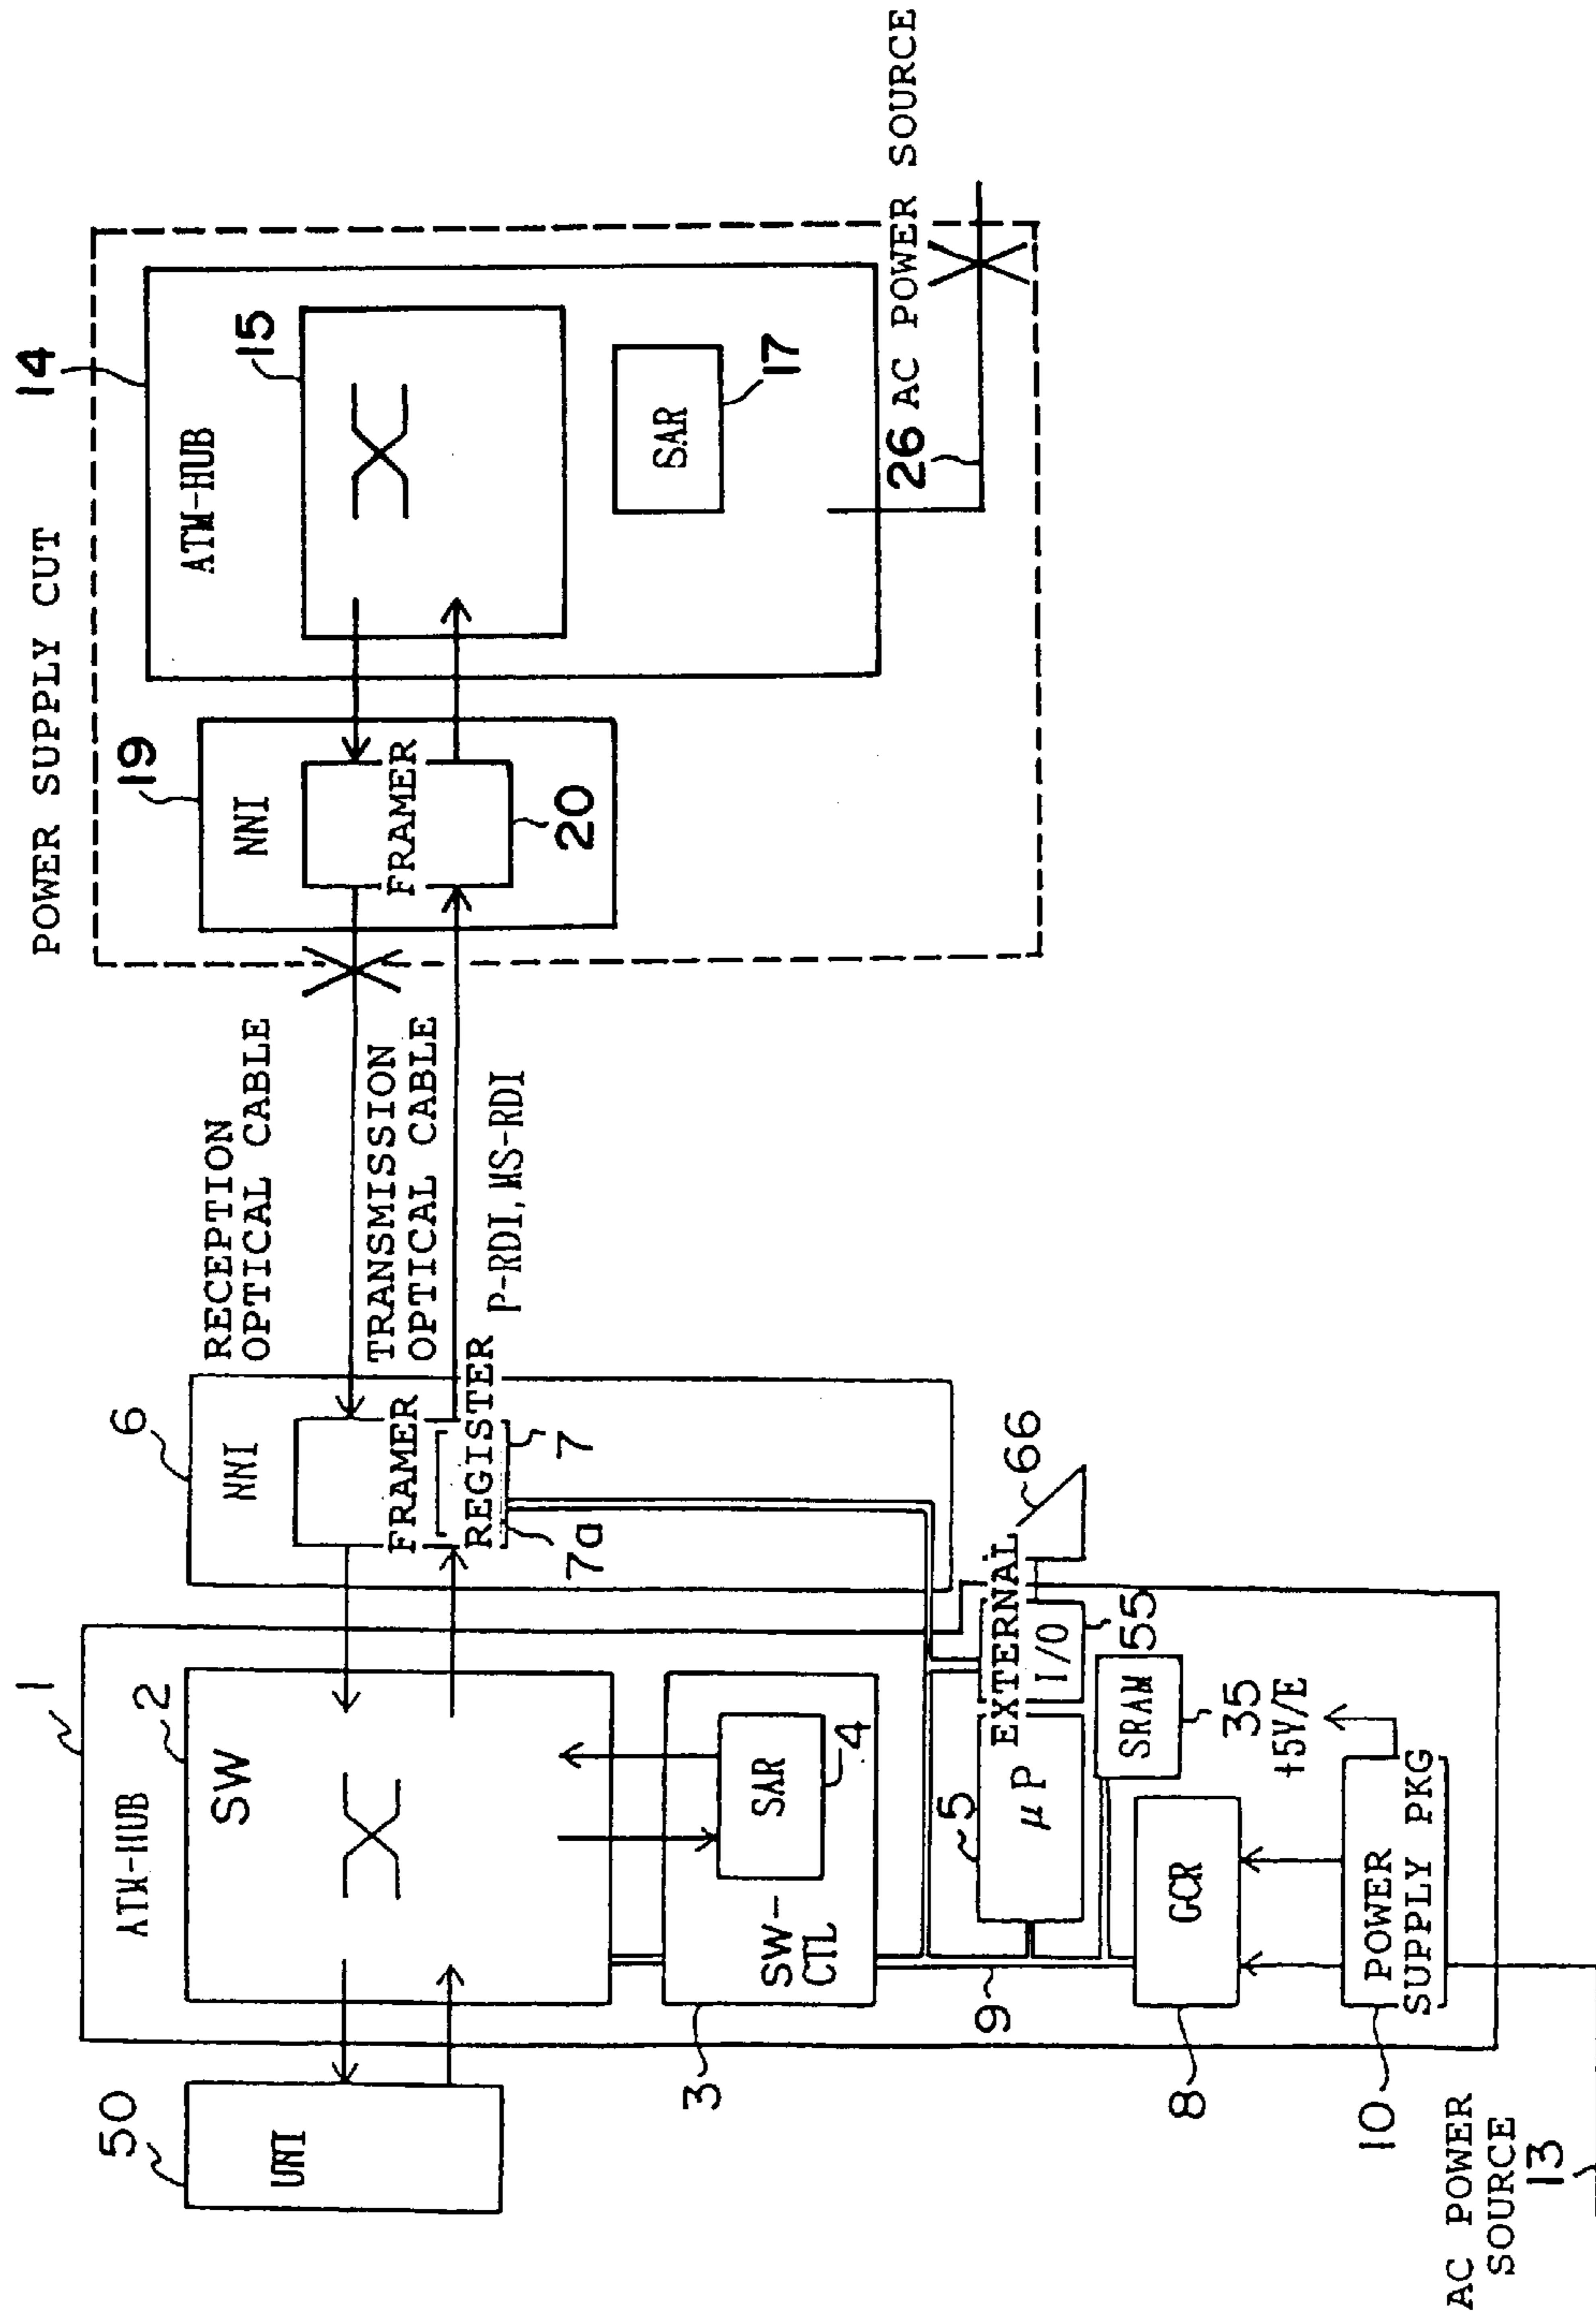 POWER SUPPLY CUT
14
ATM-HUB
15
SAR
17
19
NNI
FRAMER
20
26 AC POWER SOURCE
RECEPTION
OPTICAL CABLE
TRANSMISSION
OPTICAL CABLE
P-RDI, MS-RDI
6
NNI
FRAMER
REGISTER
7
7a
1
ATM-HUB
2
SW
SAR
4
SW-
CTL
3
50
UNI
5
μP
EXTERNAL
I/O
55
66
SRAM
35
+5V/E
9
GCR
8
POWER
SUPPLY PKG
10
AC POWER
SOURCE
13